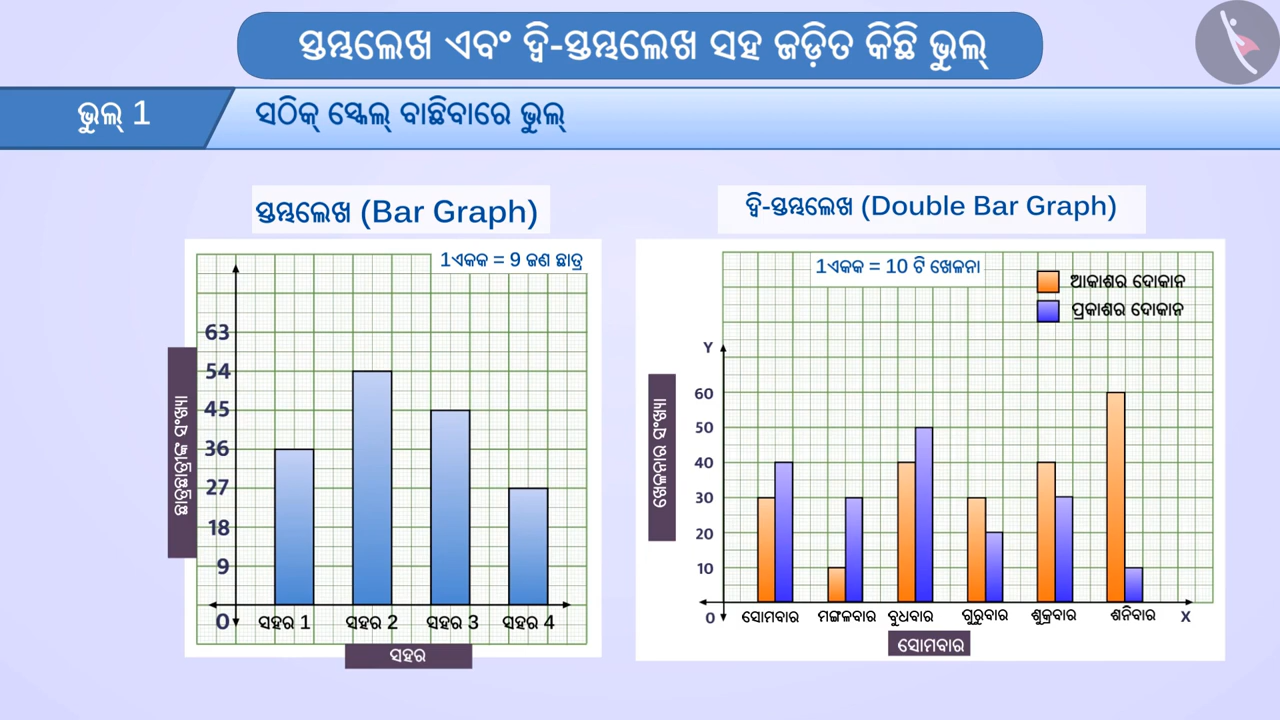 ସ୍ତମ୍ଭଲେଖ ଏବଂ ଦ୍ୱି-ସ୍ତମ୍ଭଲେଖ ସହ ଜଡ଼ିତ କିଛି ଭୁଲ୍
ଭୁଲ୍ 1
ସଠିକ୍ ସ୍କେଲ୍ ବାଛିବାରେ ଭୁଲ୍
ସ୍ତମ୍ଭଲେଖ (Bar Graph)
1ଏକକ = 9 ଜଣ ଛାତ୍ର
63
54
45
36
27
18
9
0
ଛାତ୍ରଛାତ୍ରୀଙ୍କ ସଂଖ୍ୟା
ସହର 1 ସହର 2 ସହର 3 ସହର 4
ସହର
ଦ୍ୱି-ସ୍ତମ୍ଭଲେଖ (Double Bar Graph)
1ଏକକ = 10 ଟି ଖେଳନା
ଆକାଶର ଦୋକାନ
ପ୍ରକାଶର ଦୋକାନ
Y
60
50
40
30
20
10
O
ଖେଳନାର ସଂଖ୍ୟା
ସୋମବାର ମଙ୍ଗଳବାର ବୁଧବାର ଗୁରୁବାର ଶୁକ୍ରବାର ଶନିବାର X
ସୋମବାର